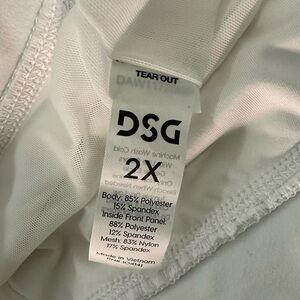 TEAR OUT
DSG
2X
Body: 85% Polyester
15% Spandex
Inside Front Panel:
88% Polyester
12% Spandex
Mesh: 83% Nylon
17% Spandex
Made in Vietnam